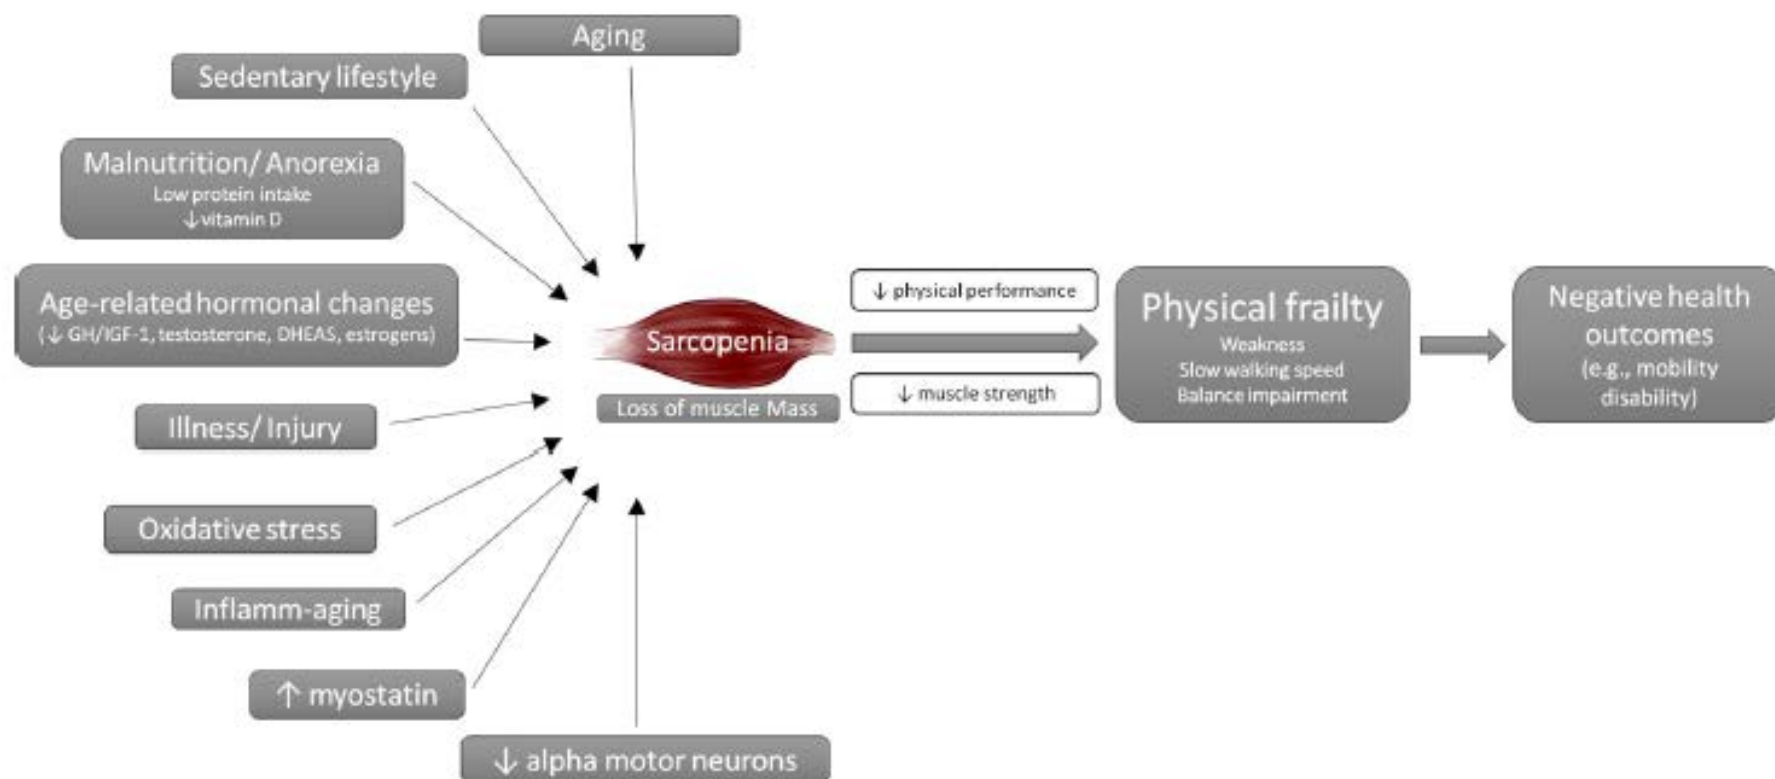 Aging
Sedentary lifestyle
Malnutrition/ Anorexia
Low protein intake
↓vitamin D
Age-related hormonal changes
(↓ GH/IGF-1, testosterone, DHEAS, estrogens)
Illness/ Injury
Oxidative stress
Inflamm-aging
↑ myostatin
↓ alpha motor neurons
Sarcopenia
Loss of muscle Mass
↓ physical performance
↓ muscle strength
Physical frailty
Weakness
Slow walking speed
Balance impairment
Negative health
outcomes
(e.g., mobility
disability)